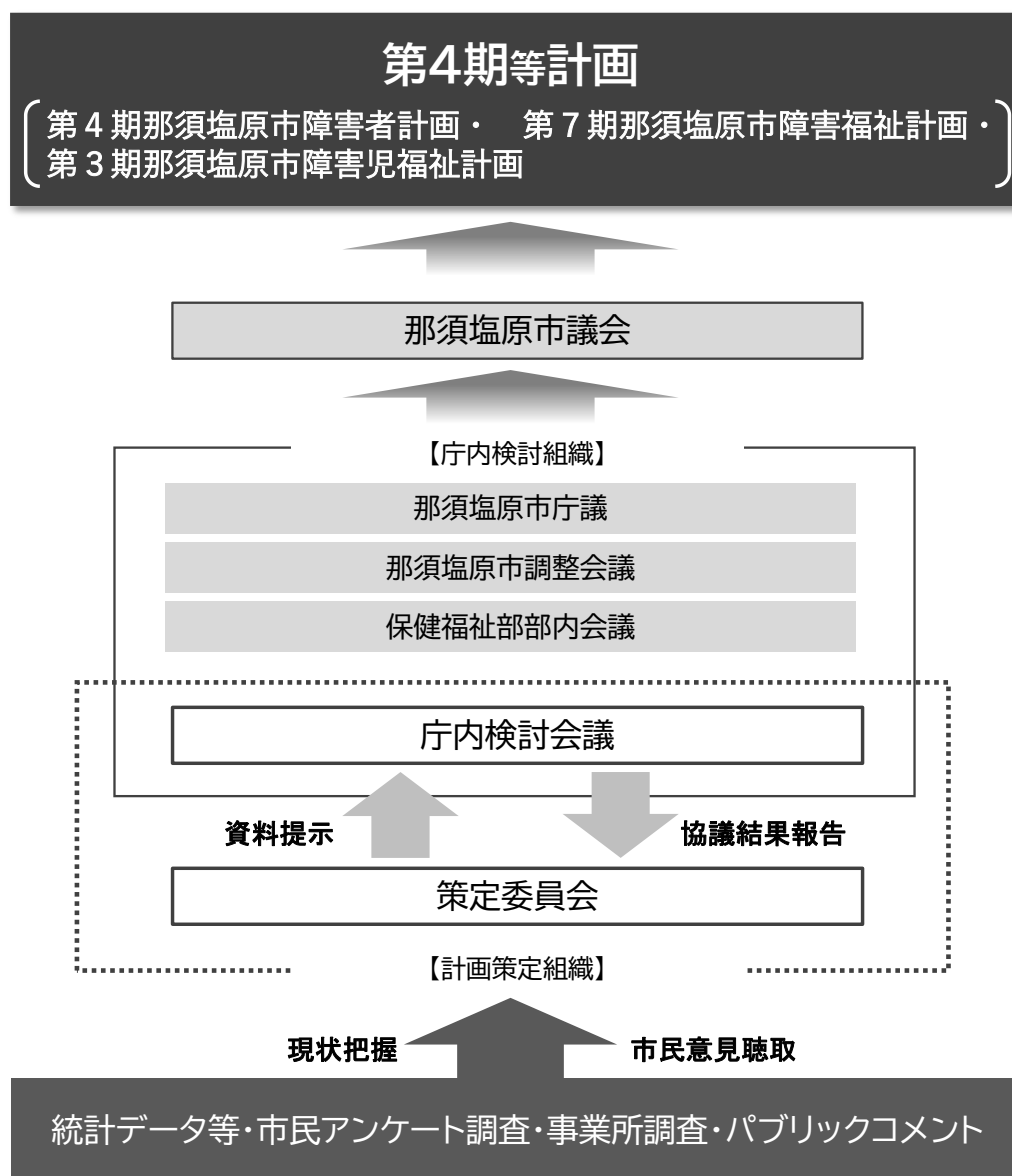 第4期等計画
第4期那須塩原市障害者計画・　第7期那須塩原市障害福祉計画・
第3期那須塩原市障害児福祉計画
那須塩原市議会
【庁内検討組織】
那須塩原市庁議
那須塩原市調整会議
保健福祉部部内会議
庁内検討会議
資料提示
協議結果報告
策定委員会
【計画策定組織】
現状把握
市民意見聴取
統計データ等・市民アンケート調査・事業所調査・パブリックコメント